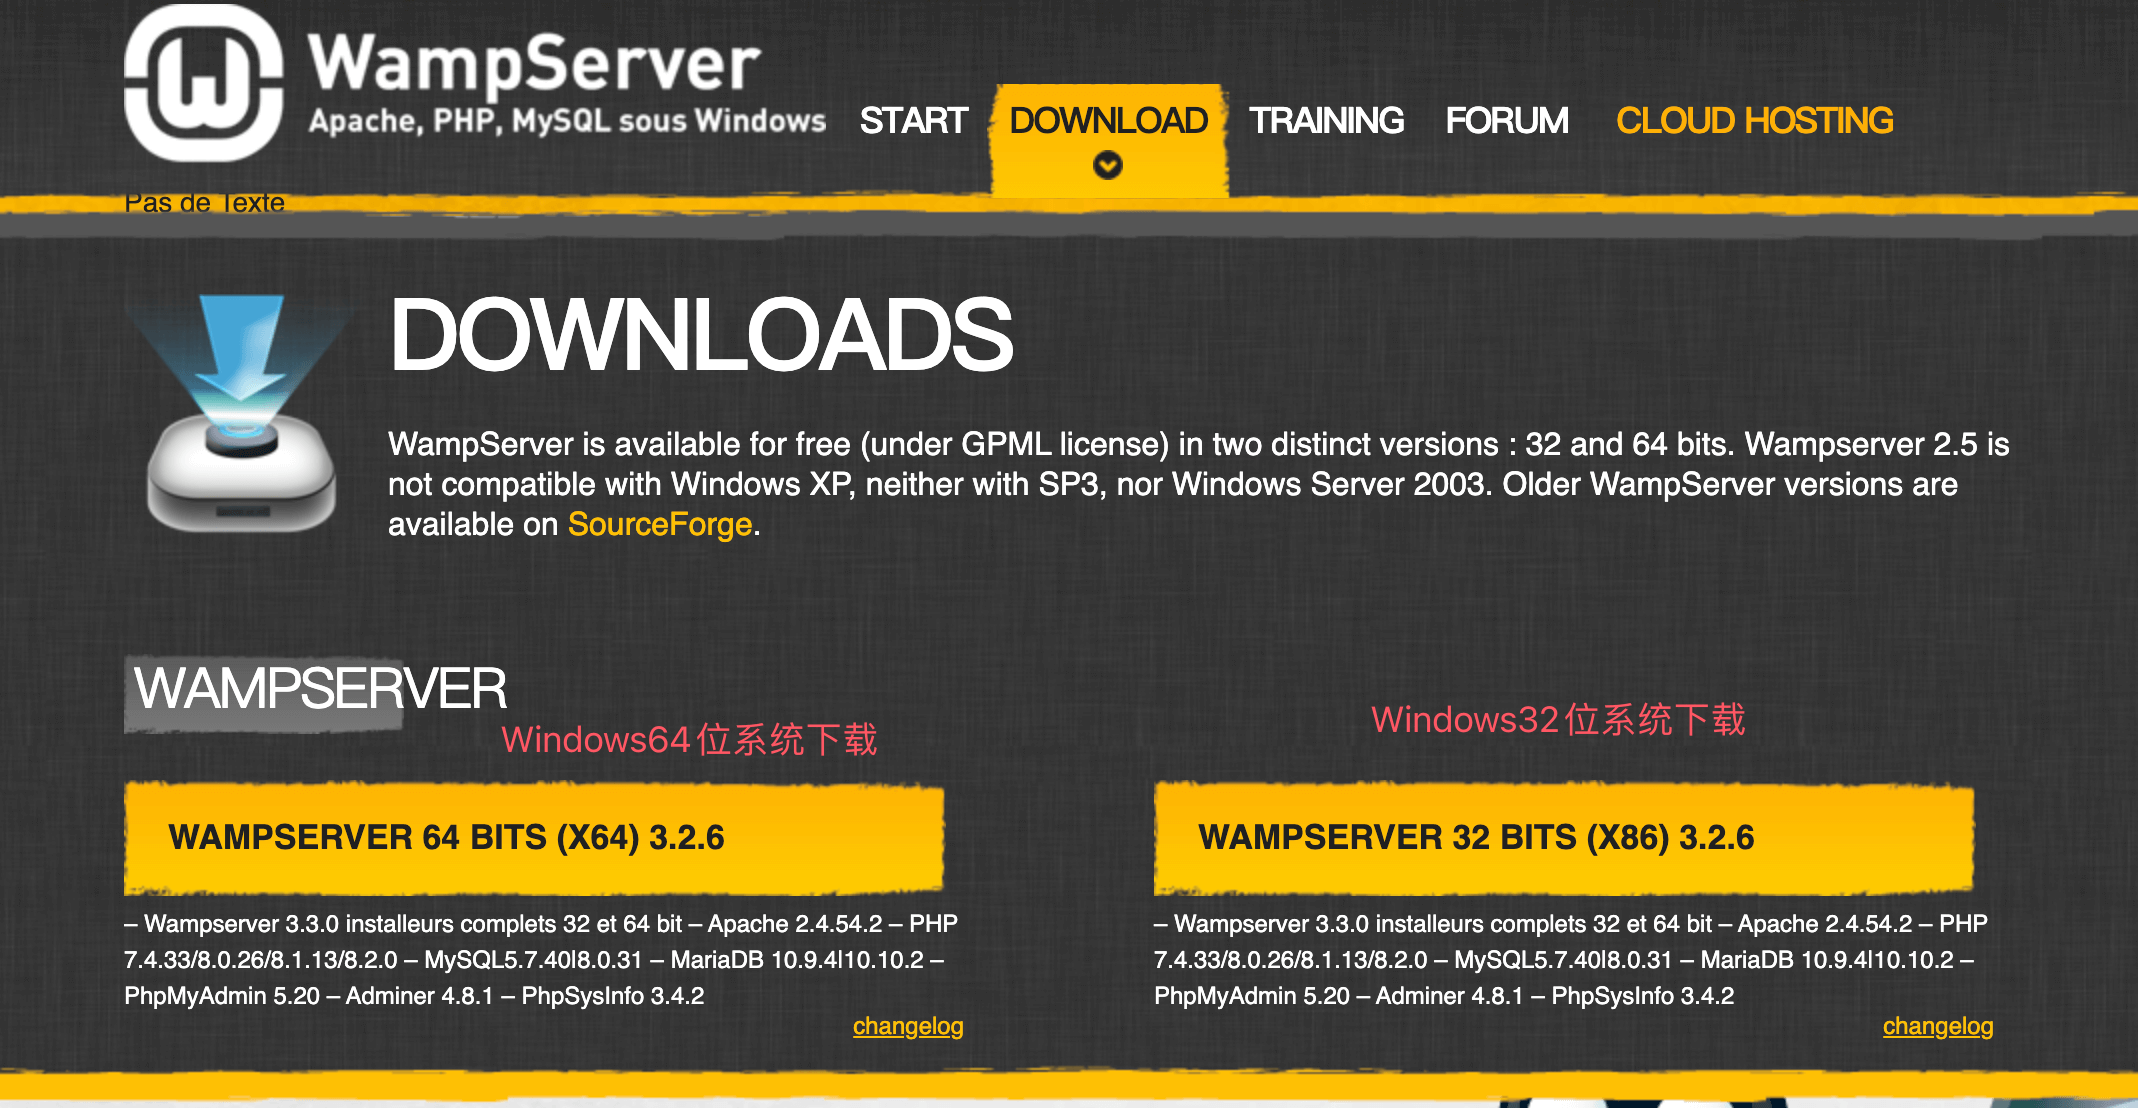 WampServer
Apache, PHP, MySQL sous Windows
START DOWNLOAD TRAINING FORUM CLOUD HOSTING
Pas de Texte
DOWNLOADS
WampServer is available for free (under GPML license) in two distinct versions : 32 and 64 bits. Wampserver 2.5 is
not compatible with Windows XP, neither with SP3, nor Windows Server 2003. Older WampServer versions are
available on SourceForge.
WAMPSERVER
Windows64位系统下载
Windows32位系统下载
WAMPSERVER 64 BITS (X64) 3.2.6
– Wampserver 3.3.0 installeurs complets 32 et 64 bit – Apache 2.4.54.2 – PHP
7.4.33/8.0.26/8.1.13/8.2.0 – MySQL5.7.40|8.0.31 – MariaDB 10.9.4|10.10.2 –
PhpMyAdmin 5.20 – Adminer 4.8.1 – PhpSysInfo 3.4.2
changelog
WAMPSERVER 32 BITS (X86) 3.2.6
– Wampserver 3.3.0 installeurs complets 32 et 64 bit – Apache 2.4.54.2 – PHP
7.4.33/8.0.26/8.1.13/8.2.0 – MySQL5.7.40|8.0.31 – MariaDB 10.9.4|10.10.2 –
PhpMyAdmin 5.20 – Adminer 4.8.1 – PhpSysInfo 3.4.2
changelog